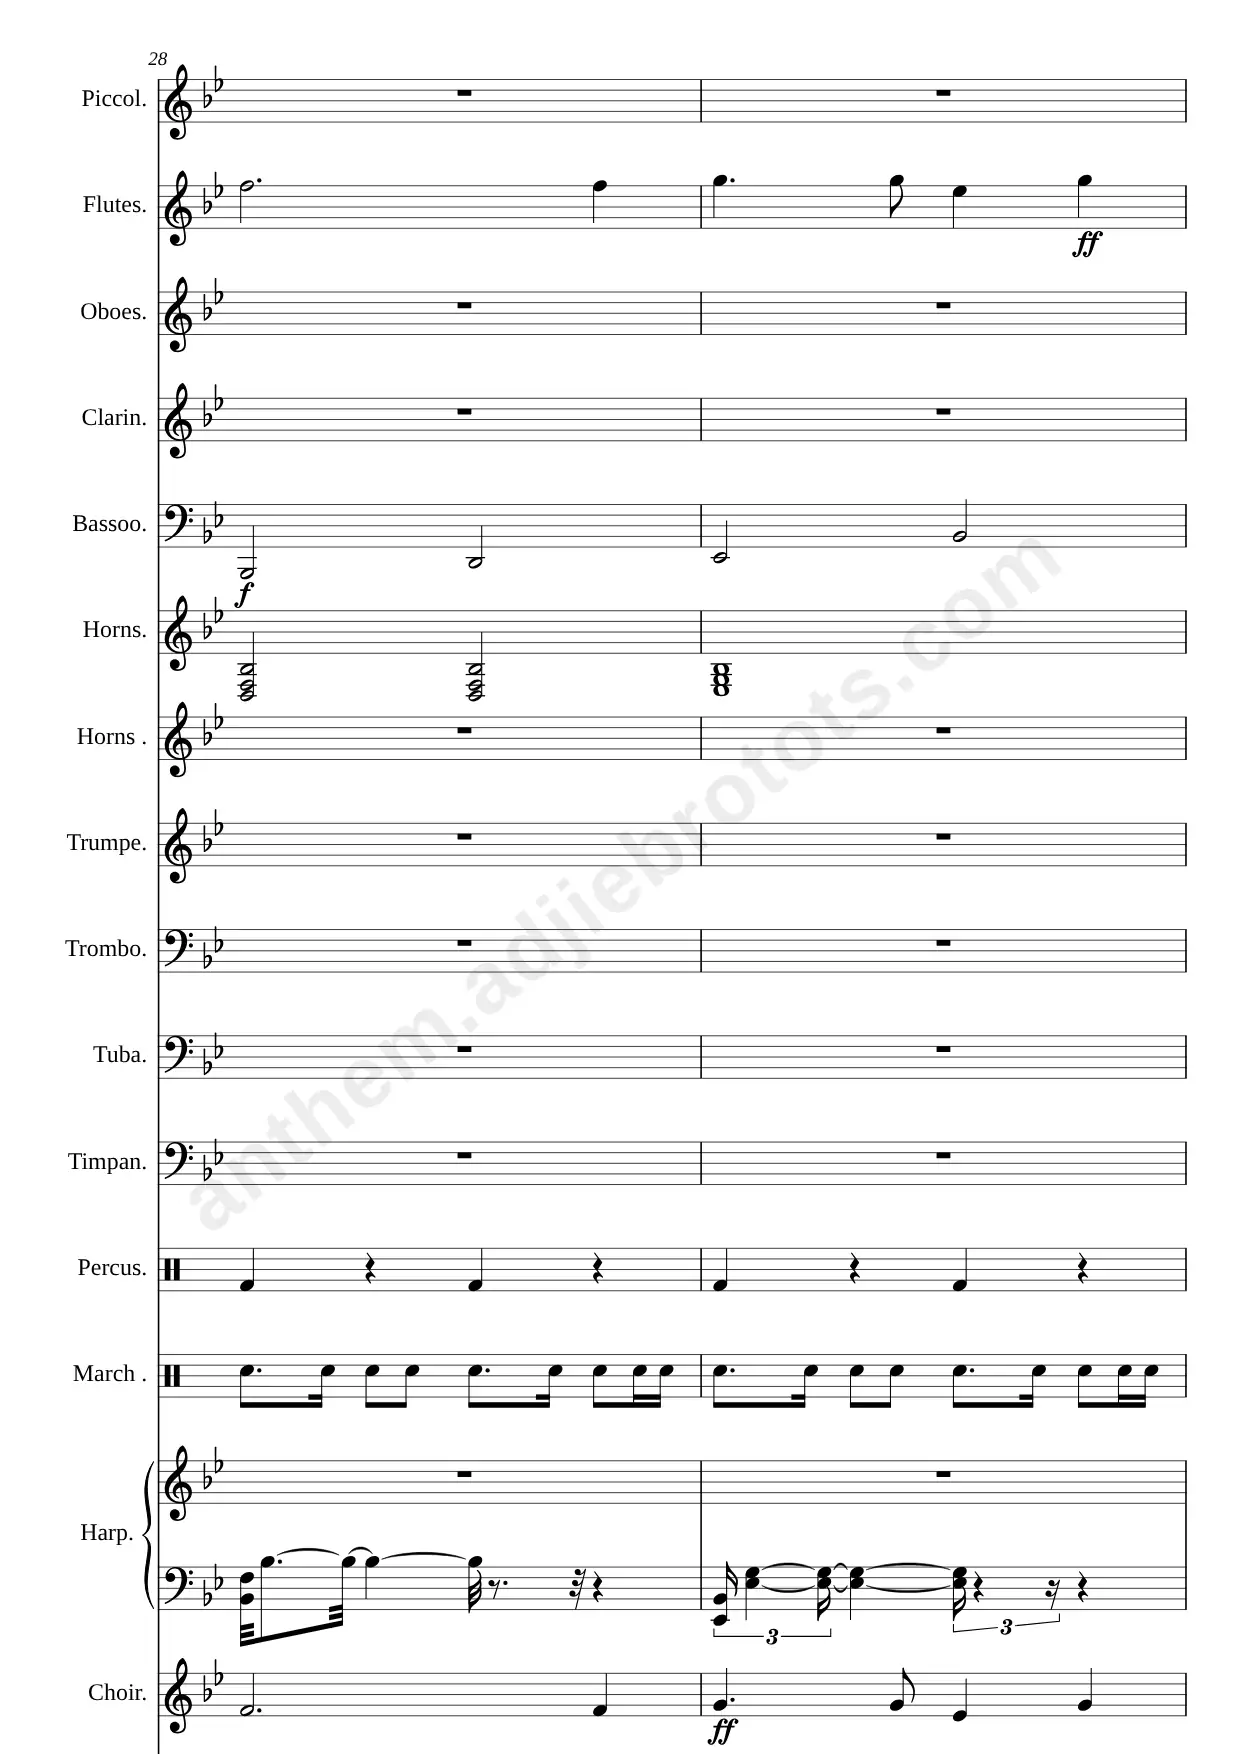 28
Piccol.
Flutes.
ff
Oboes.
Clarin.
Bassoo.
f
Horns.
Horns .
Trumpe.
Trombo.
Tuba.
Timpan.
Percus.
March .
Harp.
3
3
Choir.
ff
anthem.adjiebrotots.com